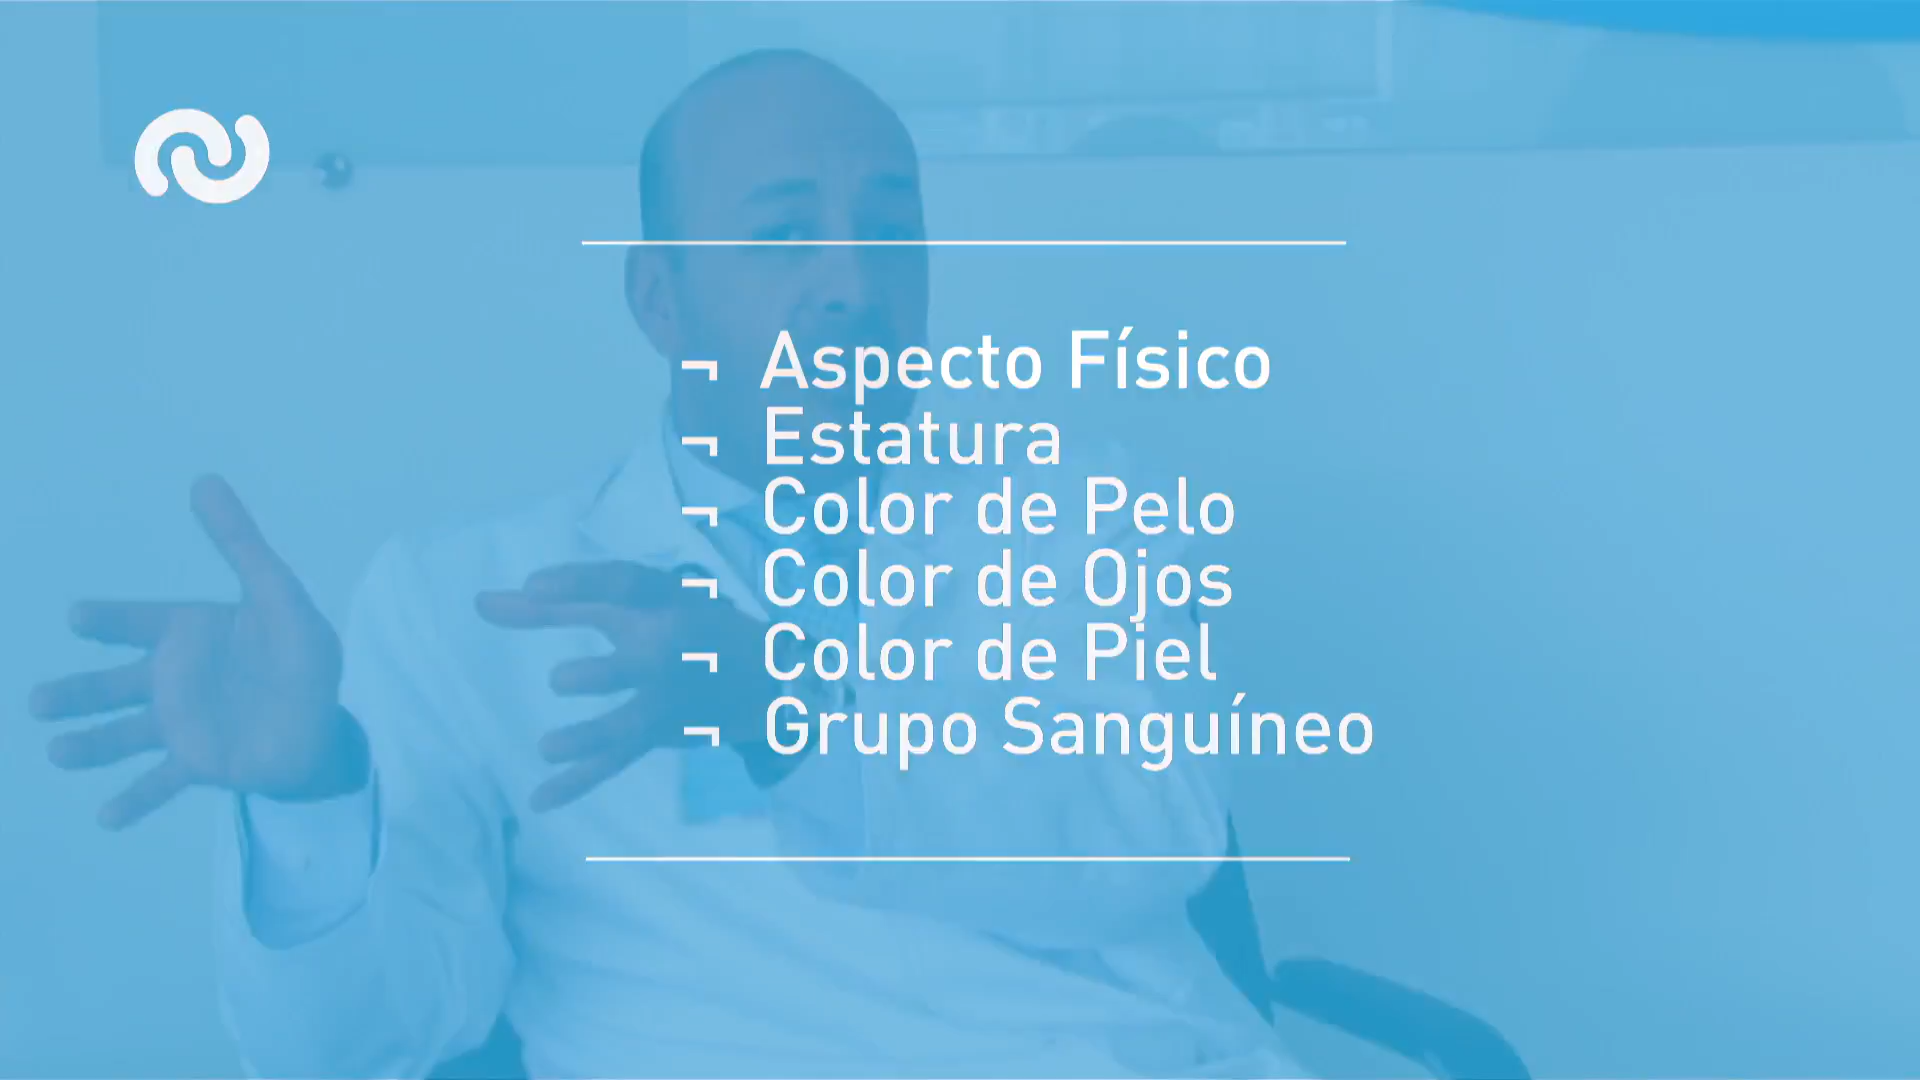 ¬ Aspecto Físico
¬ Estatura
¬ Color de Pelo
¬ Color de Ojos
¬ Color de Piel
¬ Grupo Sanguíneo